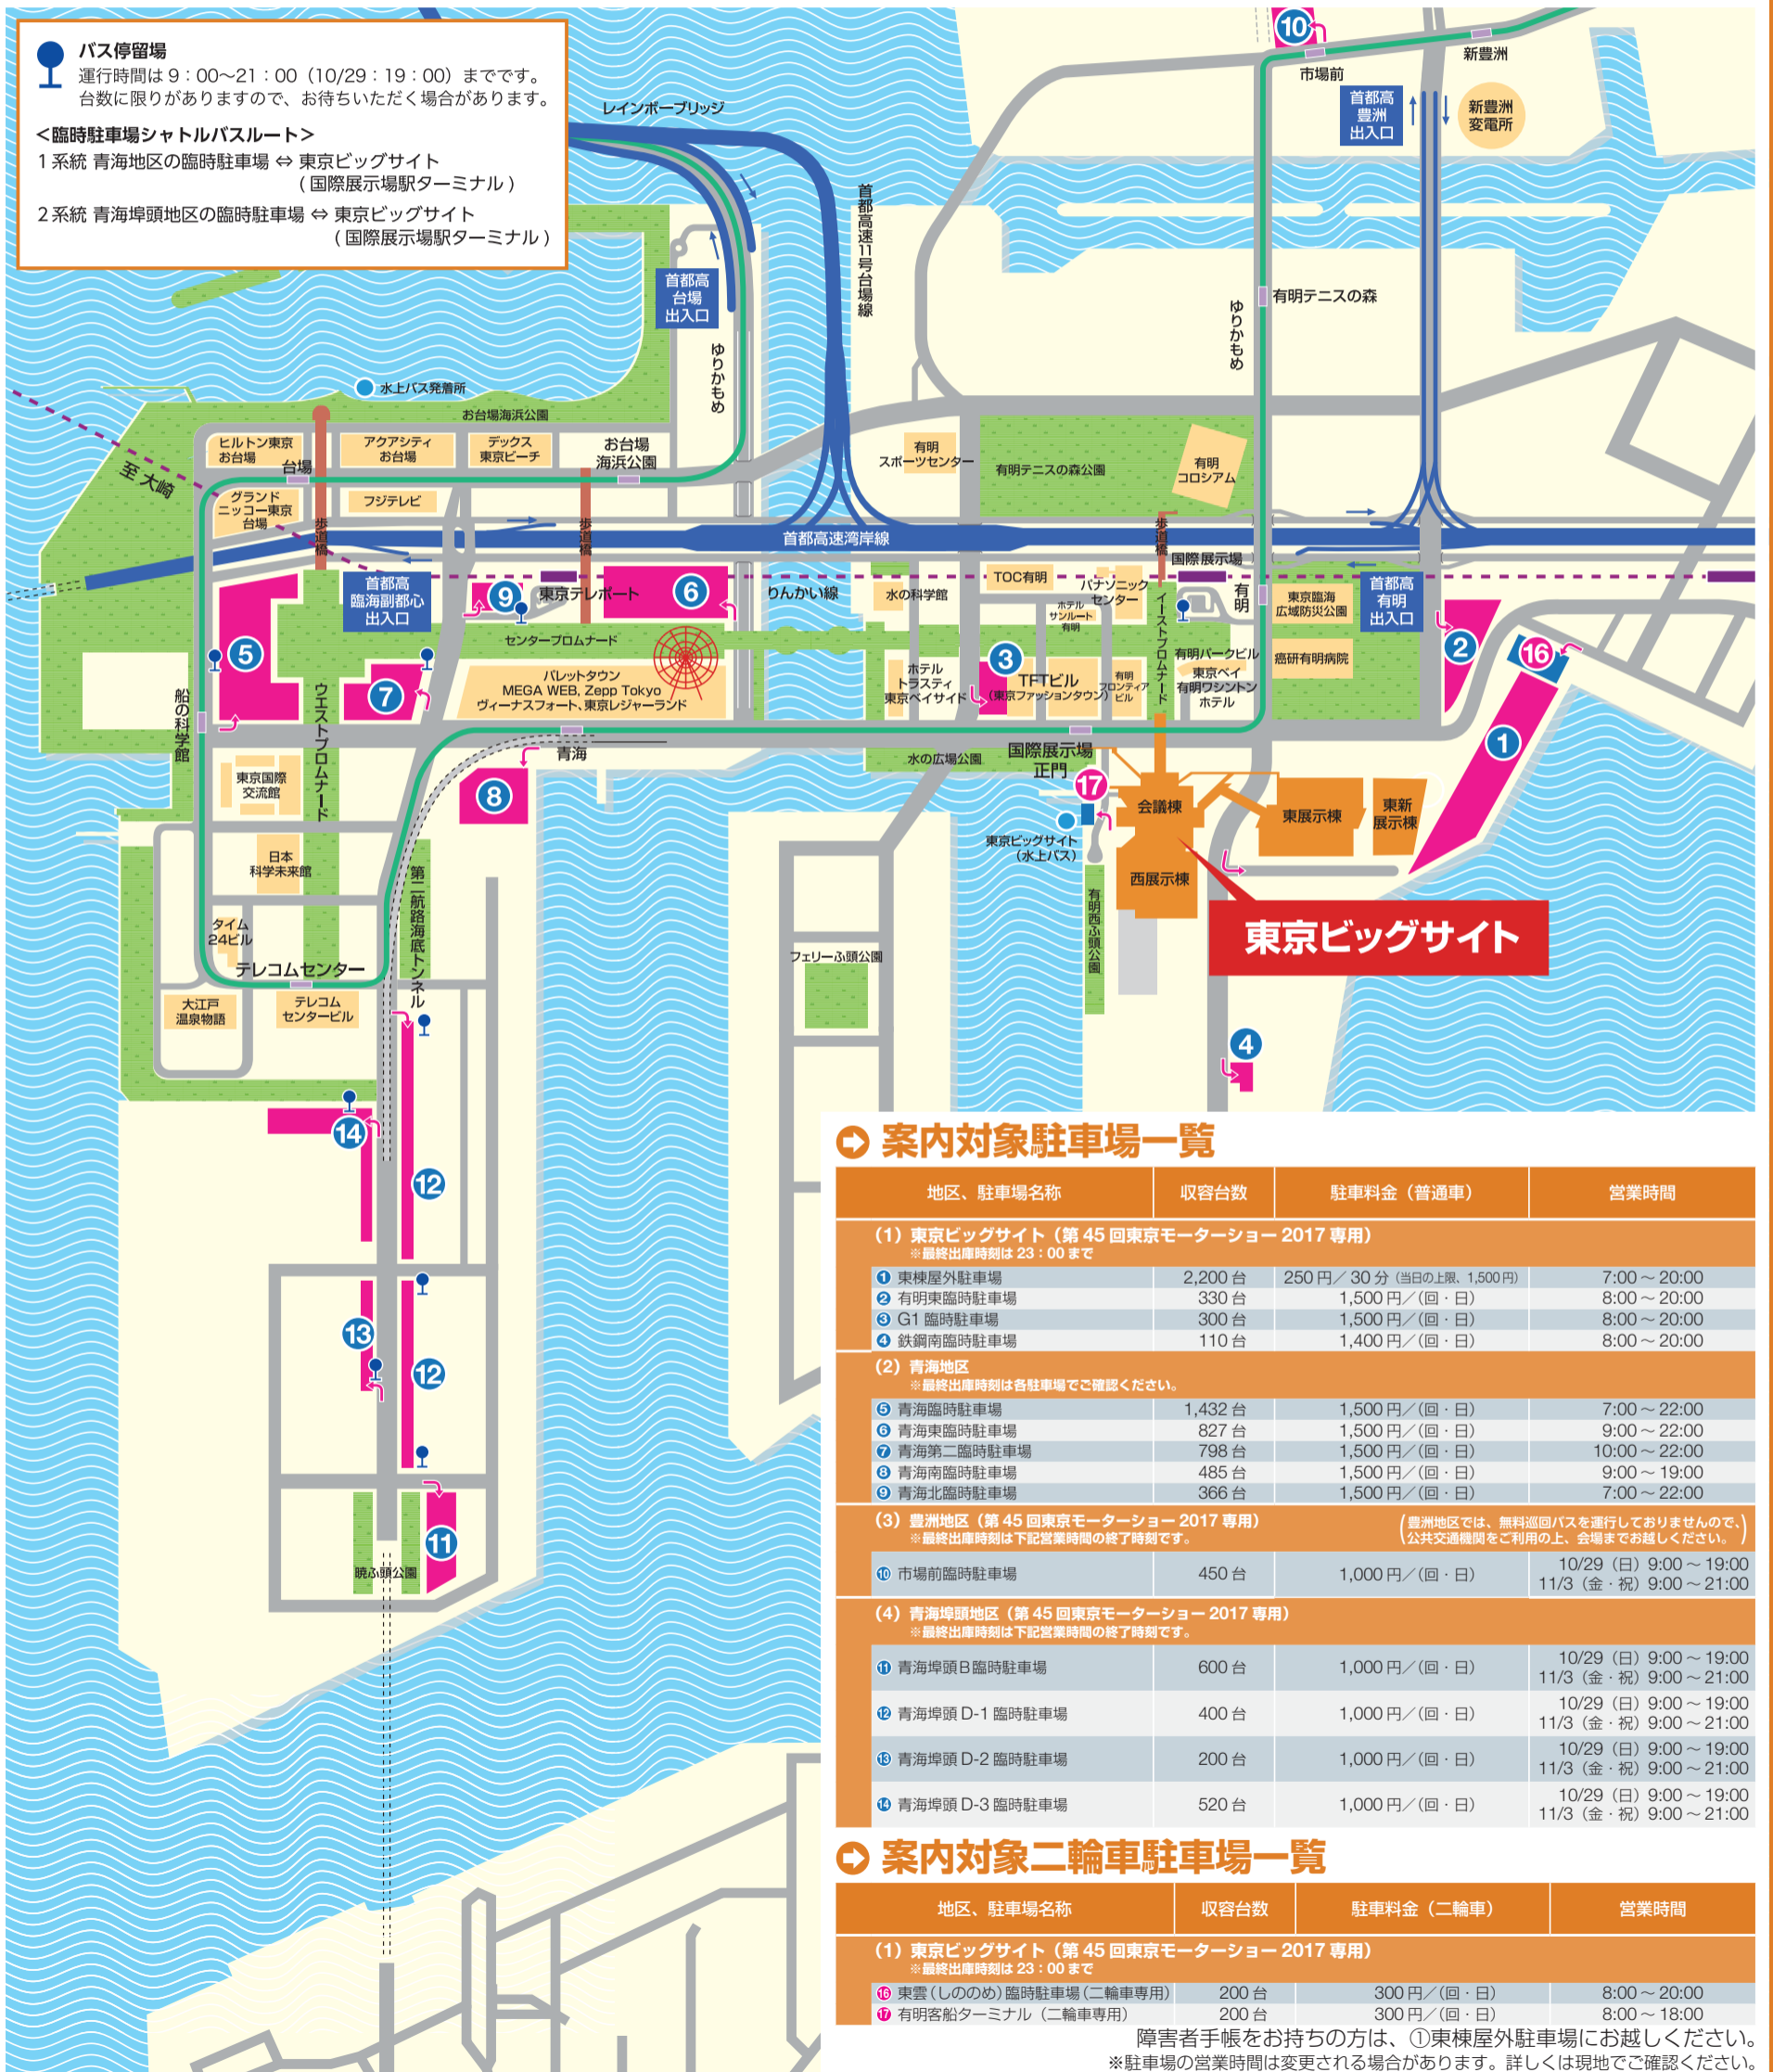 バス停留場
運行時間は 9：00～21：00（10/29：19：00）までです。
台数に限りがありますので、お待ちいただく場合があります。
＜臨時駐車場シャトルバスルート＞
1 系統 青海地区の臨時駐車場 ⇔ 東京ビッグサイト
( 国際展示場駅ターミナル )
2 系統 青海埠頭地区の臨時駐車場 ⇔ 東京ビッグサイト
( 国際展示場駅ターミナル )
10
市場前
新豊洲
首都高
豊洲
出入口
新豊洲
変電所
レインボーブリッジ
首都高速11号台場線
首都高
台場
出入口
ゆりかもめ
ゆりかもめ
有明テニスの森
水上バス発着所
お台場海浜公園
ヒルトン東京
お台場
アクアシティ
お台場
デックス
東京ビーチ
お台場
海浜公園
台場
至 大崎
グランド
ニッコー東京
台場
フジテレビ
歩道橋
歩道橋
歩道橋
有明
スポーツセンター
有明テニスの森公園
有明
コロシアム
首都高速湾岸線
国際展示場
首都高
臨海副都心
出入口
9
東京テレポート
6
りんかい線
水の科学館
TOC有明
パナソニック
センター
ホテル
サンルート
有明
イーストプロムナード
有明
東京臨海
広域防災公園
首都高
有明
出入口
2
16
5
7
センタープロムナード
パレットタウン
MEGA WEB, Zepp Tokyo
ヴィーナスフォート、東京レジャーランド
ホテル
トラスティ
東京ベイサイド
3
TFTビル
（東京ファッションタウン）
有明
フロンティア
ビル
有明パークビル
東京ベイ
有明ワシントン
ホテル
癌研有明病院
1
船の科学館
ウエストプロムナード
青海
8
水の広場公園
国際展示場
正門
17
会議棟
東展示棟
東新
展示棟
西展示棟
東京ビッグサイト
（水上バス）
有明西ふ頭公園
東京ビッグサイト
東京国際
交流館
日本
科学未来館
タイム
24ビル
テレコムセンター
大江戸
温泉物語
テレコム
センタービル
第二航路海底トンネル
フェリーふ頭公園
4
14
12
13
12
11
暁ふ頭公園
案内対象駐車場一覧
地区、駐車場名称 収容台数 駐車料金（普通車） 営業時間
（1）東京ビッグサイト（第 45 回東京モーターショー 2017 専用）
※最終出庫時刻は 23：00 まで
1 東棟屋外駐車場 2,200 台 250 円／ 30 分（当日の上限、1,500 円） 7:00 ～ 20:00
2 有明東臨時駐車場 330 台 1,500 円／（回・日） 8:00 ～ 20:00
3 G1 臨時駐車場 300 台 1,500 円／（回・日） 8:00 ～ 20:00
4 鉄鋼南臨時駐車場 110 台 1,400 円／（回・日） 8:00 ～ 20:00
（2）青海地区
※最終出庫時刻は各駐車場でご確認ください。
5 青海臨時駐車場 1,432 台 1,500 円／（回・日） 7:00 ～ 22:00
6 青海東臨時駐車場 827 台 1,500 円／（回・日） 9:00 ～ 22:00
7 青海第二臨時駐車場 798 台 1,500 円／（回・日） 10:00 ～ 22:00
8 青海南臨時駐車場 485 台 1,500 円／（回・日） 9:00 ～ 19:00
9 青海北臨時駐車場 366 台 1,500 円／（回・日） 7:00 ～ 22:00
（3）豊洲地区（第 45 回東京モーターショー 2017 専用）
※最終出庫時刻は下記営業時間の終了時刻です。
（豊洲地区では、無料巡回バスを運行しておりませんので、
公共交通機関をご利用の上、会場までお越しください。）
10 市場前臨時駐車場 450 台 1,000 円／（回・日） 10/29（日）9:00 ～ 19:00
11/3（金・祝）9:00 ～ 21:00
（4）青海埠頭地区（第 45 回東京モーターショー 2017 専用）
※最終出庫時刻は下記営業時間の終了時刻です。
11 青海埠頭Ｂ臨時駐車場 600 台 1,000 円／（回・日） 10/29（日）9:00 ～ 19:00
11/3（金・祝）9:00 ～ 21:00
12 青海埠頭 D-1 臨時駐車場 400 台 1,000 円／（回・日） 10/29（日）9:00 ～ 19:00
11/3（金・祝）9:00 ～ 21:00
13 青海埠頭 D-2 臨時駐車場 200 台 1,000 円／（回・日） 10/29（日）9:00 ～ 19:00
11/3（金・祝）9:00 ～ 21:00
14 青海埠頭 D-3 臨時駐車場 520 台 1,000 円／（回・日） 10/29（日）9:00 ～ 19:00
11/3（金・祝）9:00 ～ 21:00
案内対象二輪車駐車場一覧
地区、駐車場名称 収容台数 駐車料金（二輪車） 営業時間
（1）東京ビッグサイト（第 45 回東京モーターショー 2017 専用）
※最終出庫時刻は 23：00 まで
16 東雲（しののめ）臨時駐車場（二輪車専用） 200 台 300 円／（回・日） 8:00 ～ 20:00
17 有明客船ターミナル（二輪車専用） 200 台 300 円／（回・日） 8:00 ～ 18:00
障害者手帳をお持ちの方は、①東棟屋外駐車場にお越しください。
※駐車場の営業時間は変更される場合があります。詳しくは現地でご確認ください。